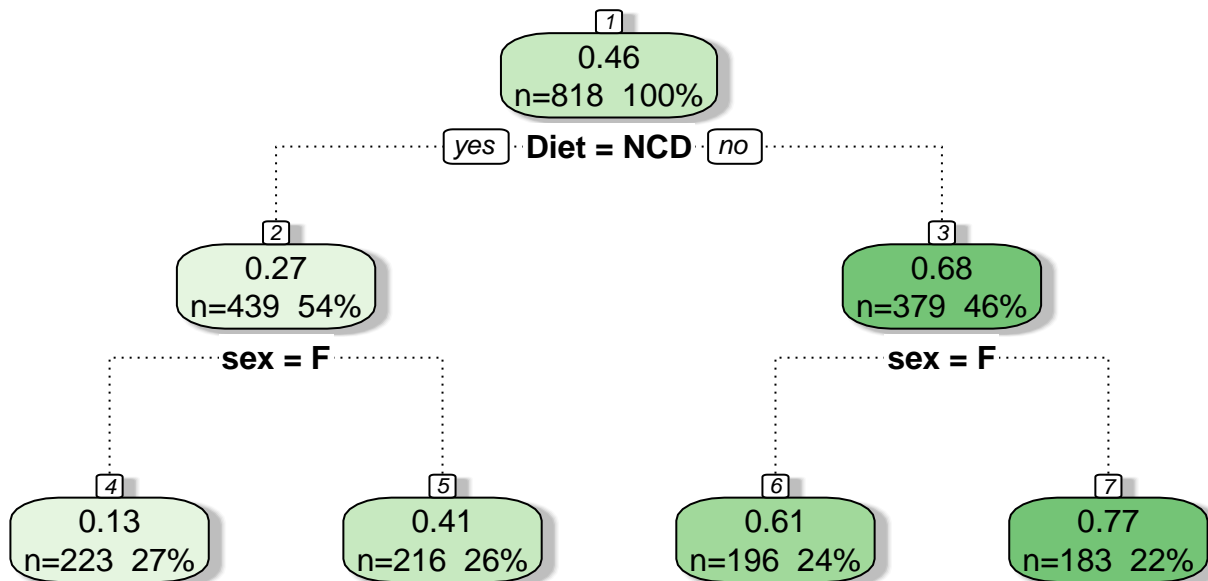 1
0.46
n=818 100%
yes Diet = NCD no
2
0.27
n=439 54%
3
0.68
n=379 46%
sex = F
sex = F
4
0.13
n=223 27%
5
0.41
n=216 26%
6
0.61
n=196 24%
7
0.77
n=183 22%